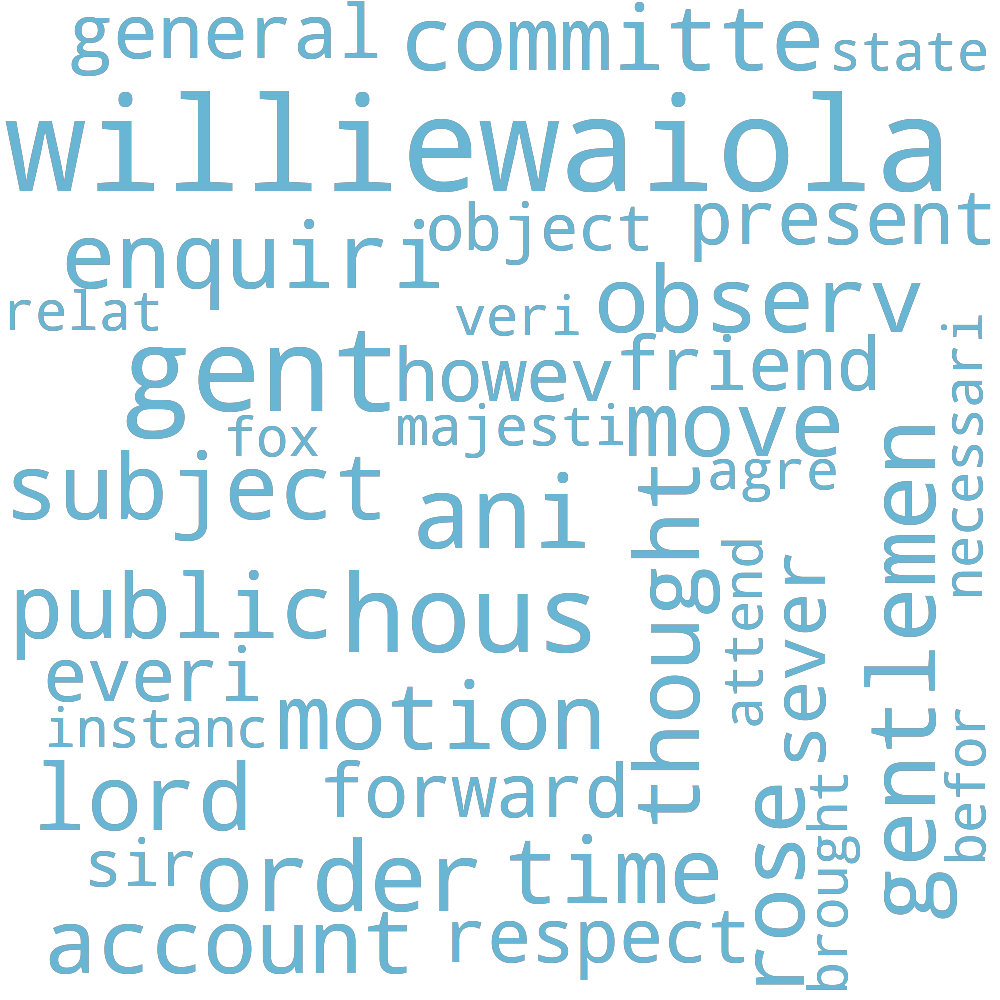 general committe state
williewaiola
enquiri object present
relat veri observ
gent howev friend
fox majesti move
subject ani agre
necessari
thought
attend
sever
gentlemen
public hous
everi
instanc motion
befor
lord forward
brought
rose
sir order time
account respect